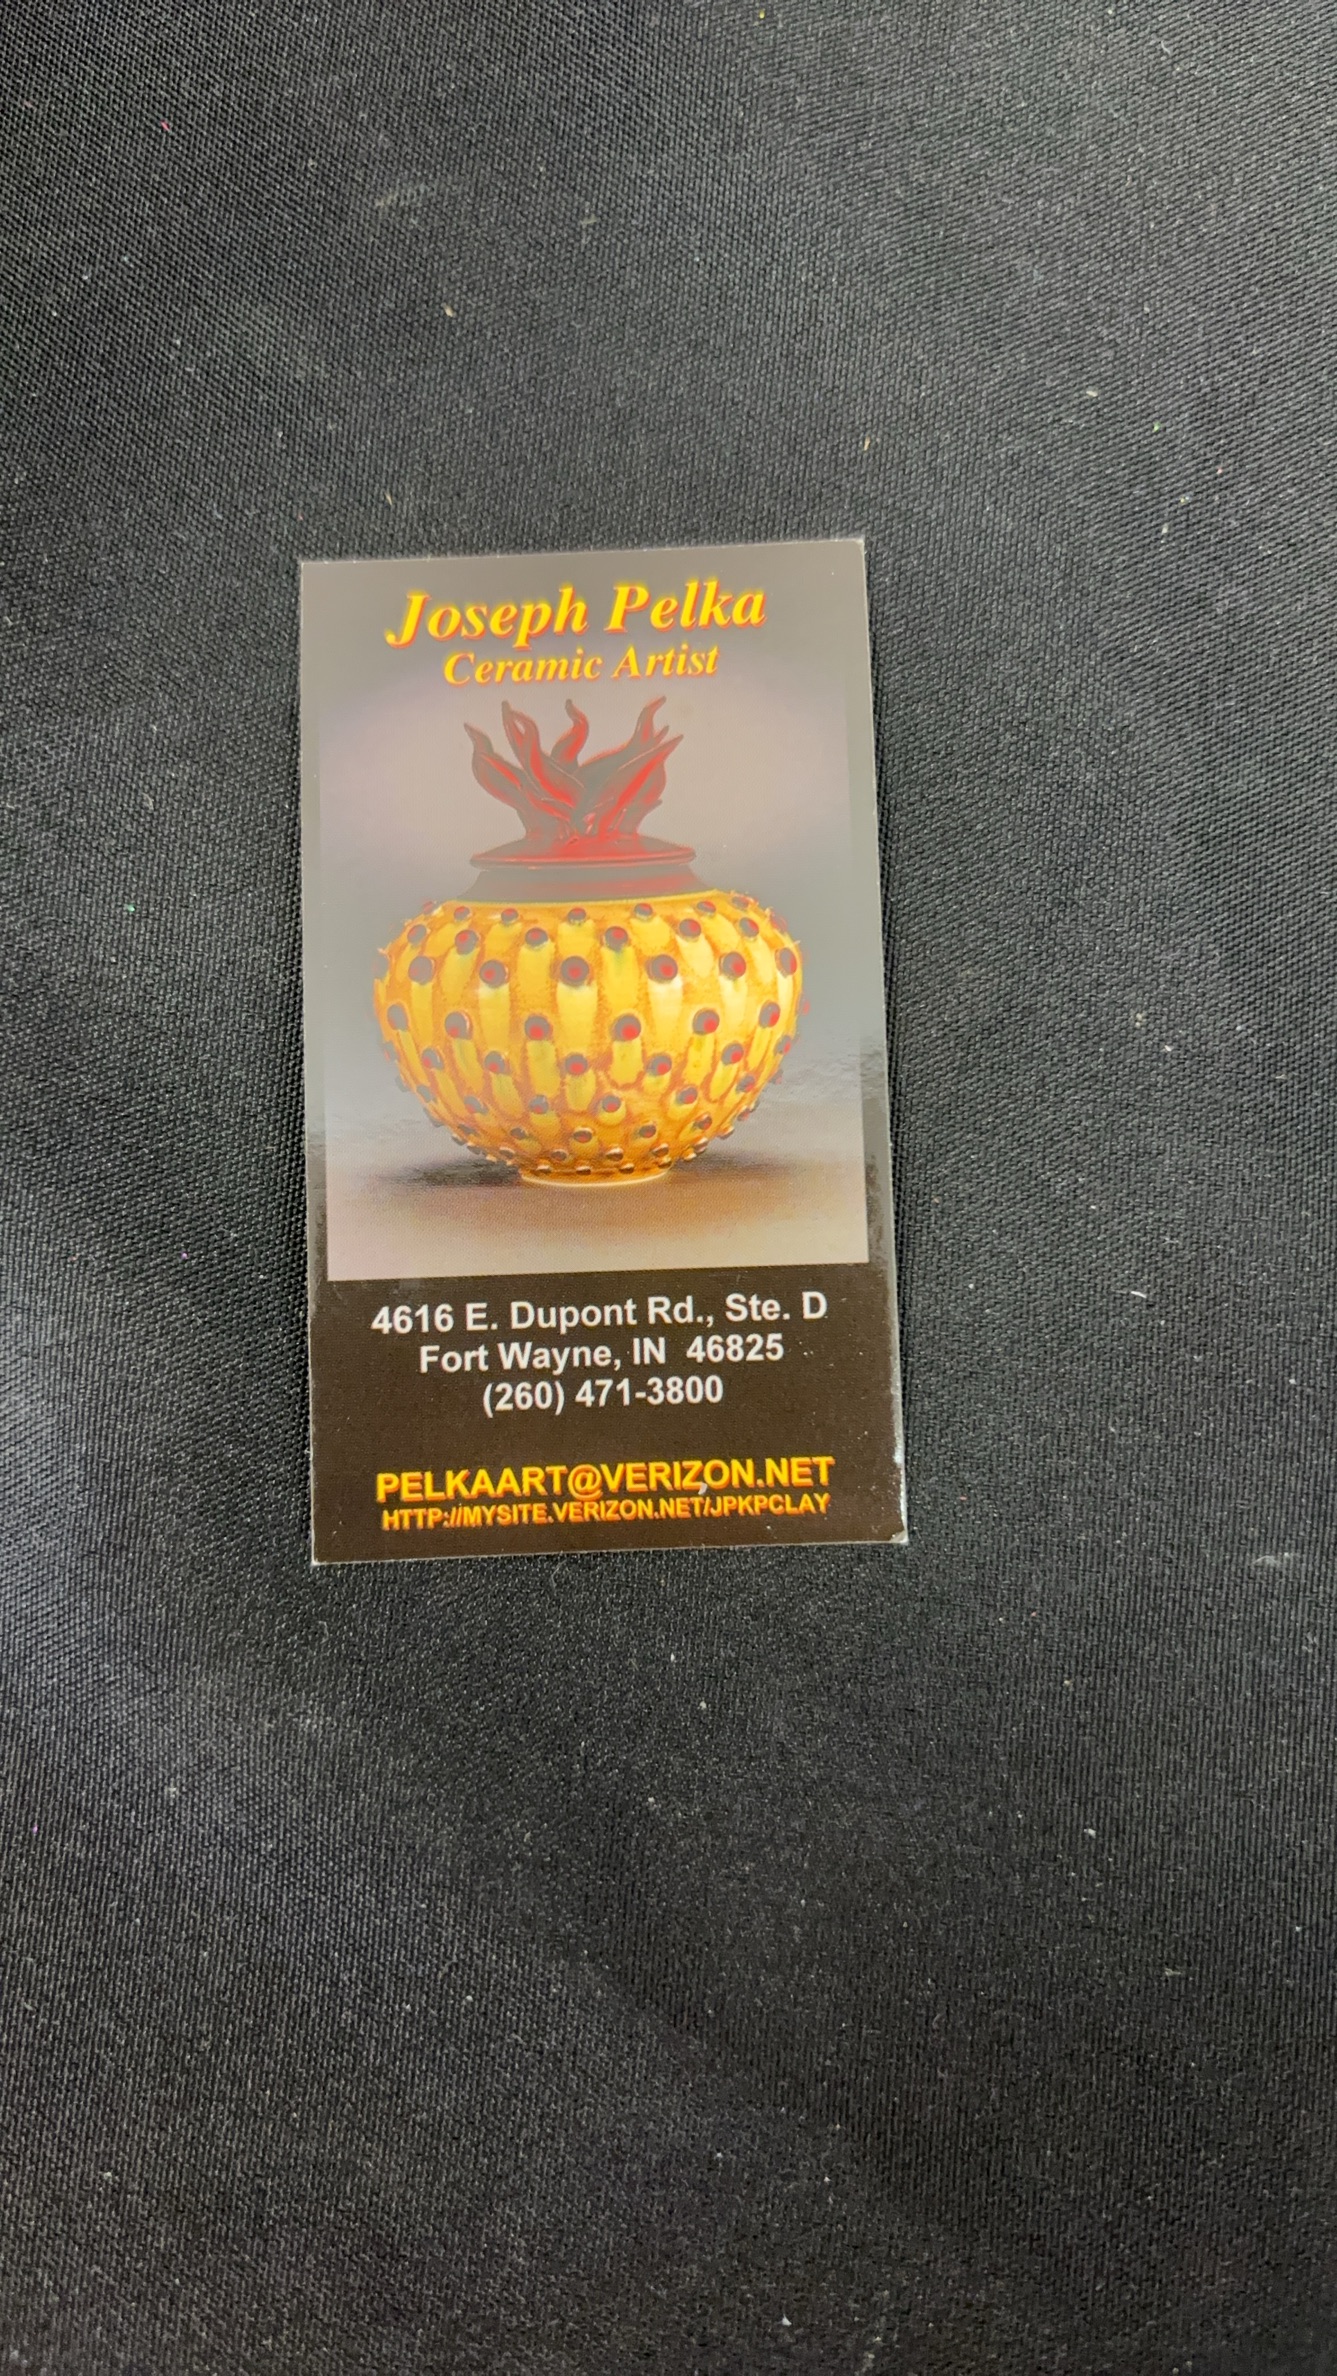 Joseph Pelka
Ceramic Artist
4616 E. Dupont Rd., Ste. D
Fort Wayne, IN 46825
(260) 471-3800
PELKAART@VERIZON.NET
HTTP://MYSITE.VERIZON.NET/JPKPCLAY